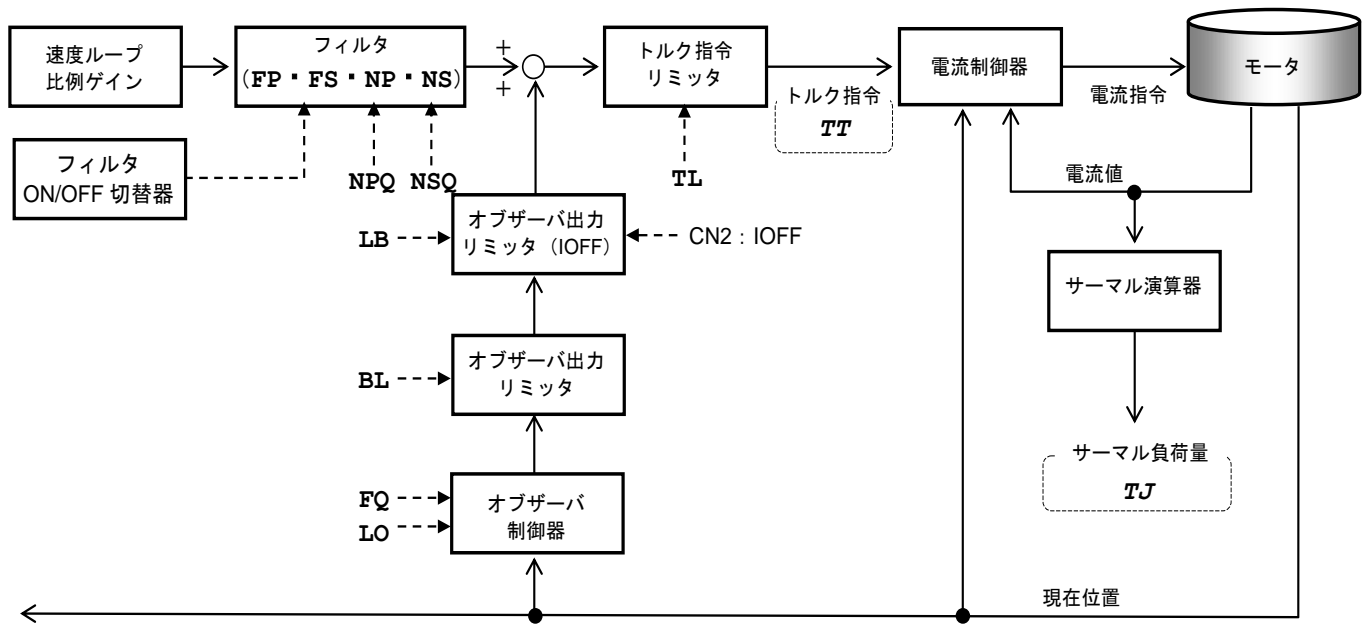 速度ループ
比例ゲイン
フィルタ
(FP・FS・NP・NS)
+
+
トルク指令
リミッタ
トルク指令
TT
電流制御器
電流指令
モータ
フィルタ
ON/OFF 切替器
NPQ NSQ
TL
電流値
LB
オブザーバ出力
リミッタ（IOFF）
CN2：IOFF
サーマル演算器
BL
オブザーバ出力
リミッタ
サーマル負荷量
TJ
FQ
LO
オブザーバ
制御器
現在位置